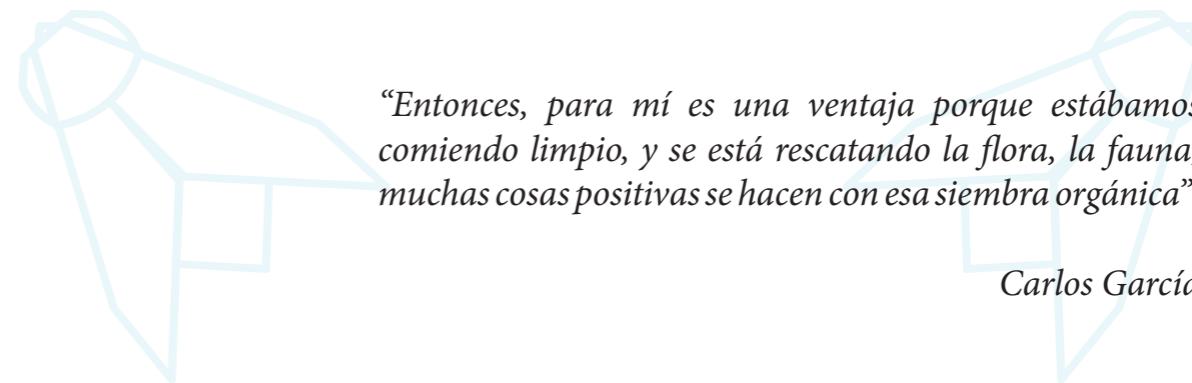 “Entonces, para mí es una ventaja porque estábamos
comiendo limpio, y se está rescatando la flora, la fauna,
muchas cosas positivas se hacen con esa siembra orgánica”
Carlos García